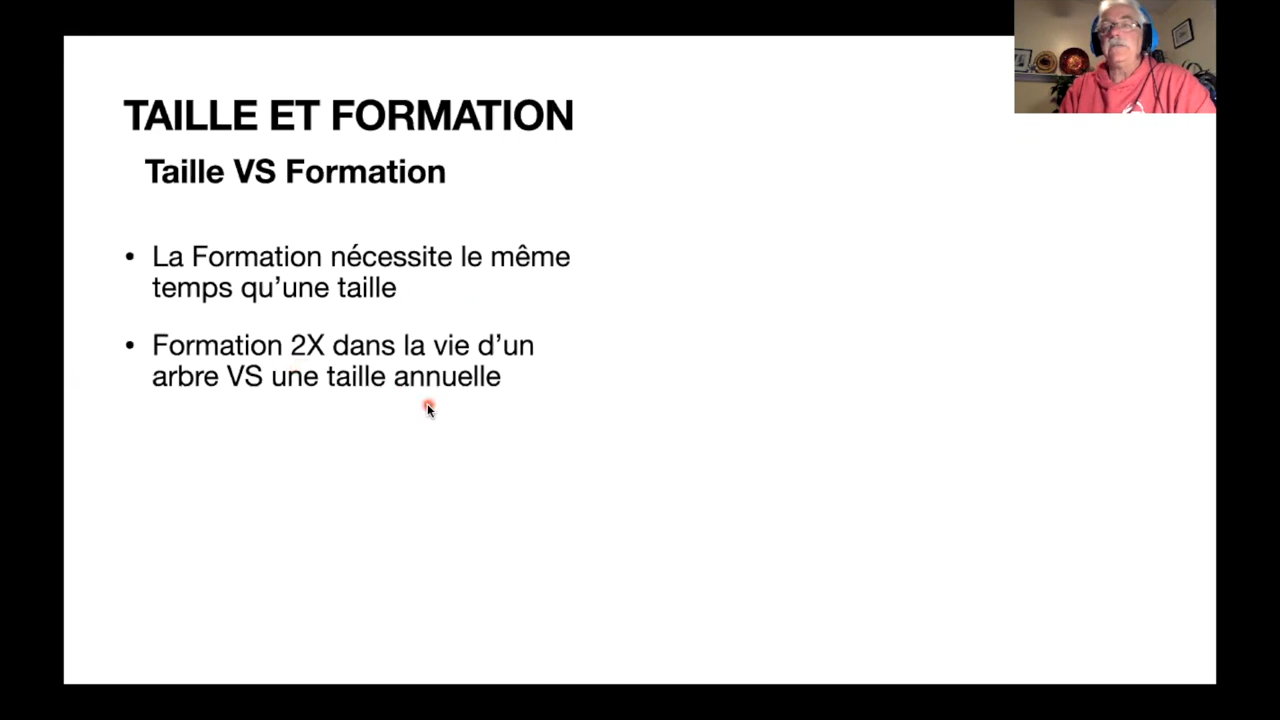 TAILLE ET FORMATION
Taille VS Formation
• La Formation nécessite le même
temps qu’une taille
• Formation 2X dans la vie d’un
arbre VS une taille annuelle